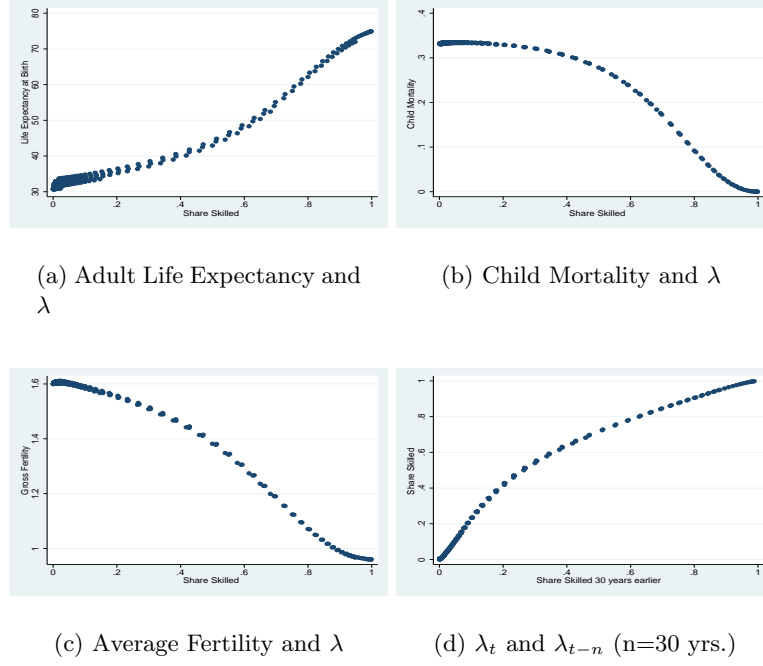 Life Expectancy at Birth
80
70
60
50
40
30
0 .2 .4 .6 .8 1
Share Skilled
Child Mortality
.4
.3
.2
.1
0
0 .2 .4 .6 .8 1
Share Skilled
(a) Adult Life Expectancy and
λ
(b) Child Mortality and λ
Gross Fertility
1.6
1.4
1.2
1
0 .2 .4 .6 .8 1
Share Skilled
Share Skilled
1
.8
.6
.4
.2
0
0 .2 .4 .6 .8 1
Share Skilled 30 years earlier
(c) Average Fertility and λ
(d) λt and λt−n (n=30 yrs.)